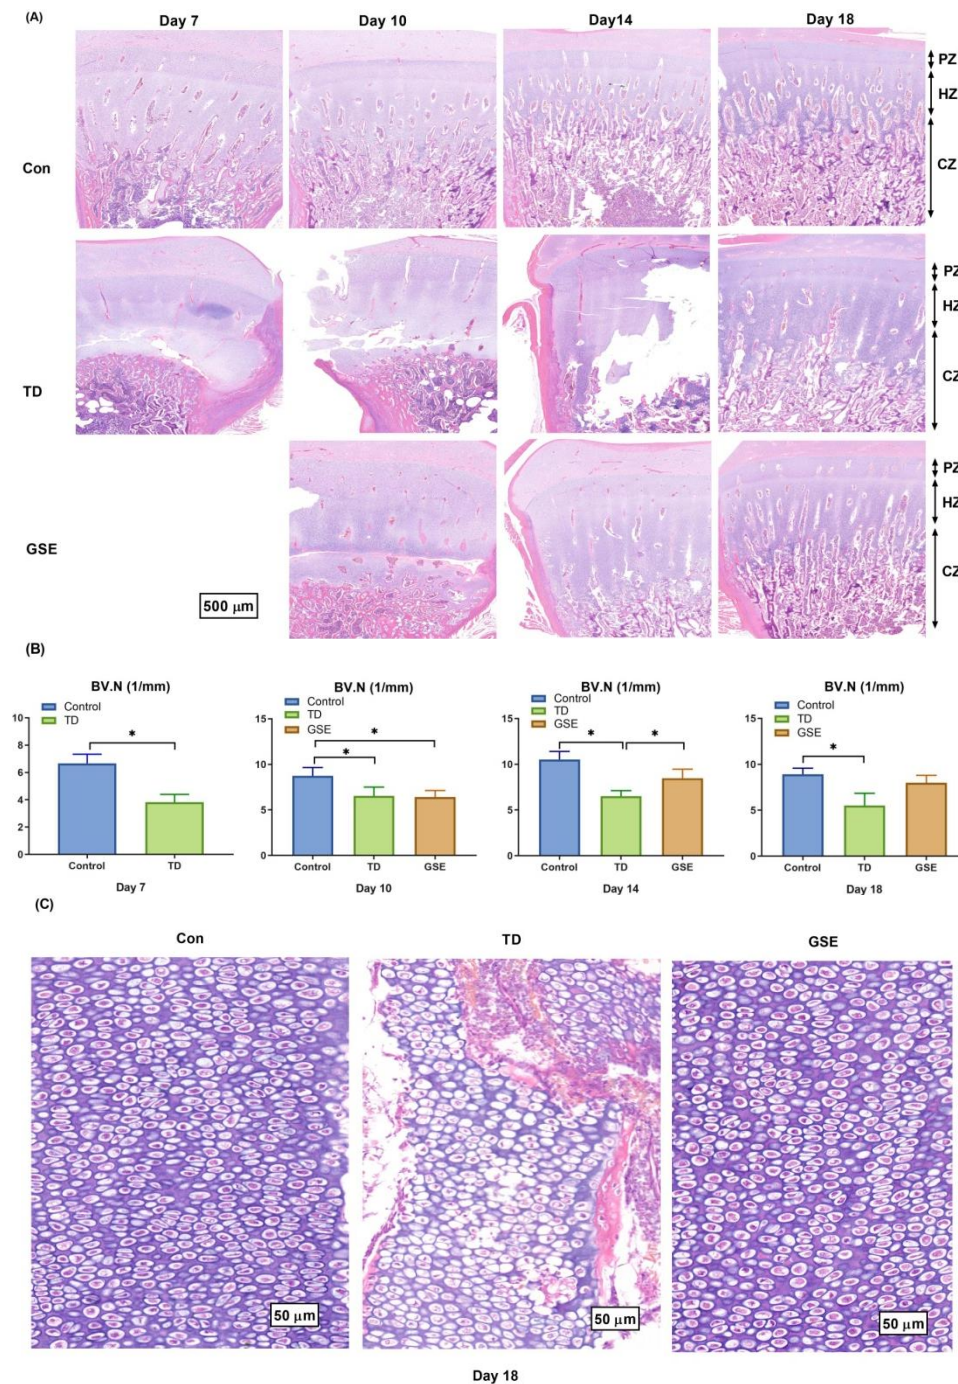 (A)
Day 7 Day 10 Day14 Day 18
PZ
HZ
Con
CZ
PZ
HZ
TD
CZ
PZ
HZ
GSE
CZ
500 µm
(B)
BV.N (1/mm)
Control
TD
10
8
6
4
2
0
*
Control TD
Day 7
BV.N (1/mm)
Control
TD
GSE
15
10
5
0
*
*
Control TD GSE
Day 10
BV.N (1/mm)
Control
TD
GSE
15
10
5
0
* *
Control TD GSE
Day 14
BV.N (1/mm)
Control
TD
GSE
15
10
5
0
*
Control TD GSE
Day 18
(C)
Con TD GSE
50 µm 50 µm 50 µm
Day 18